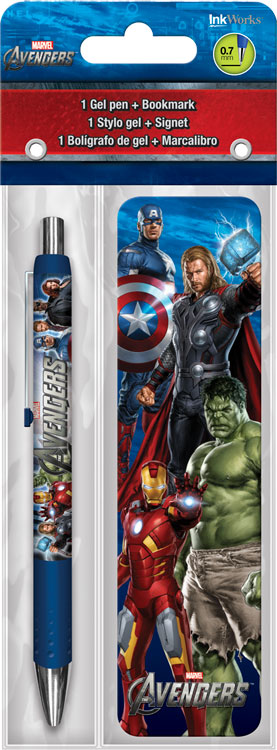 MARVEL
AVENGERS
InkWorks
0.7
mm
1 Gel pen + Bookmark
1 Stylo gel + Signet
1 Bolígrafo de gel + Marcalibro
MARVEL
AVENGERS
MARVEL
AVENGERS